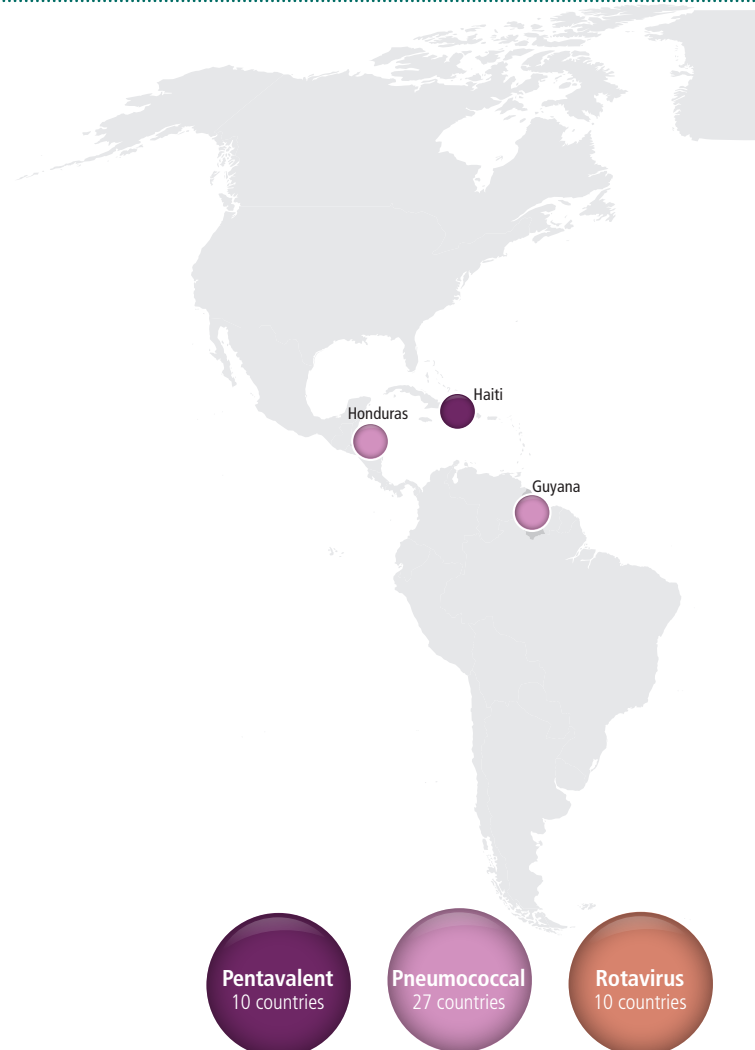 Haiti
Honduras
Guyana
Pentavalent
10 countries
Pneumococcal
27 countries
Rotavirus
10 countries